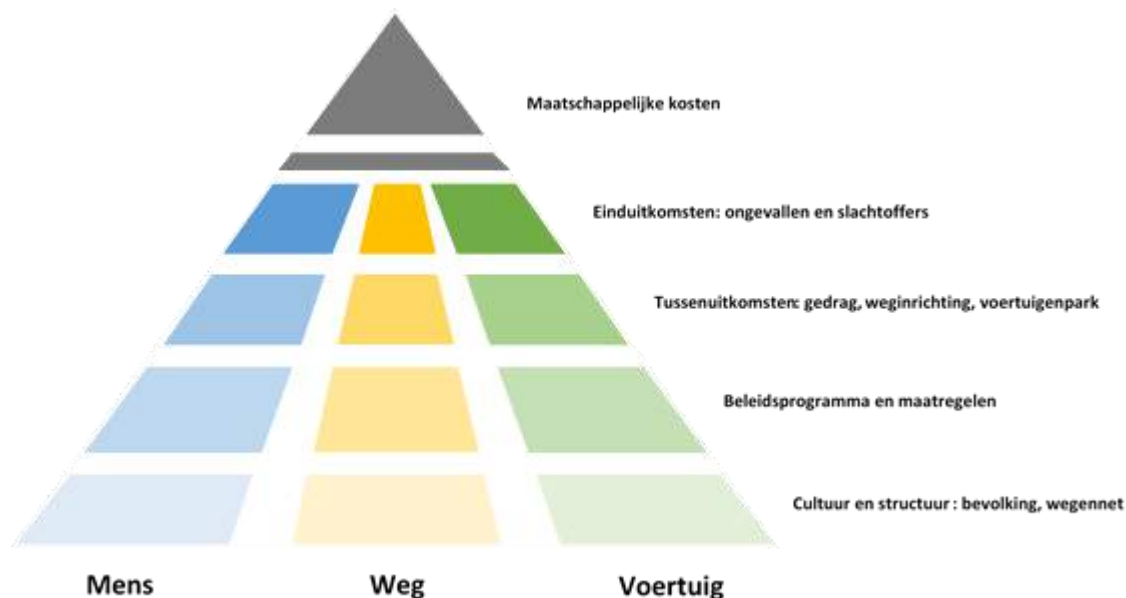 Maatschappelijke kosten
Einduitkomsten: ongevallen en slachtoffers
Tussenuitkomsten: gedrag, weginrichting, voertuigenpark
Beleidsprogramma en maatregelen
Cultuur en structuur : bevolking, wegennet
Mens Weg Voertuig